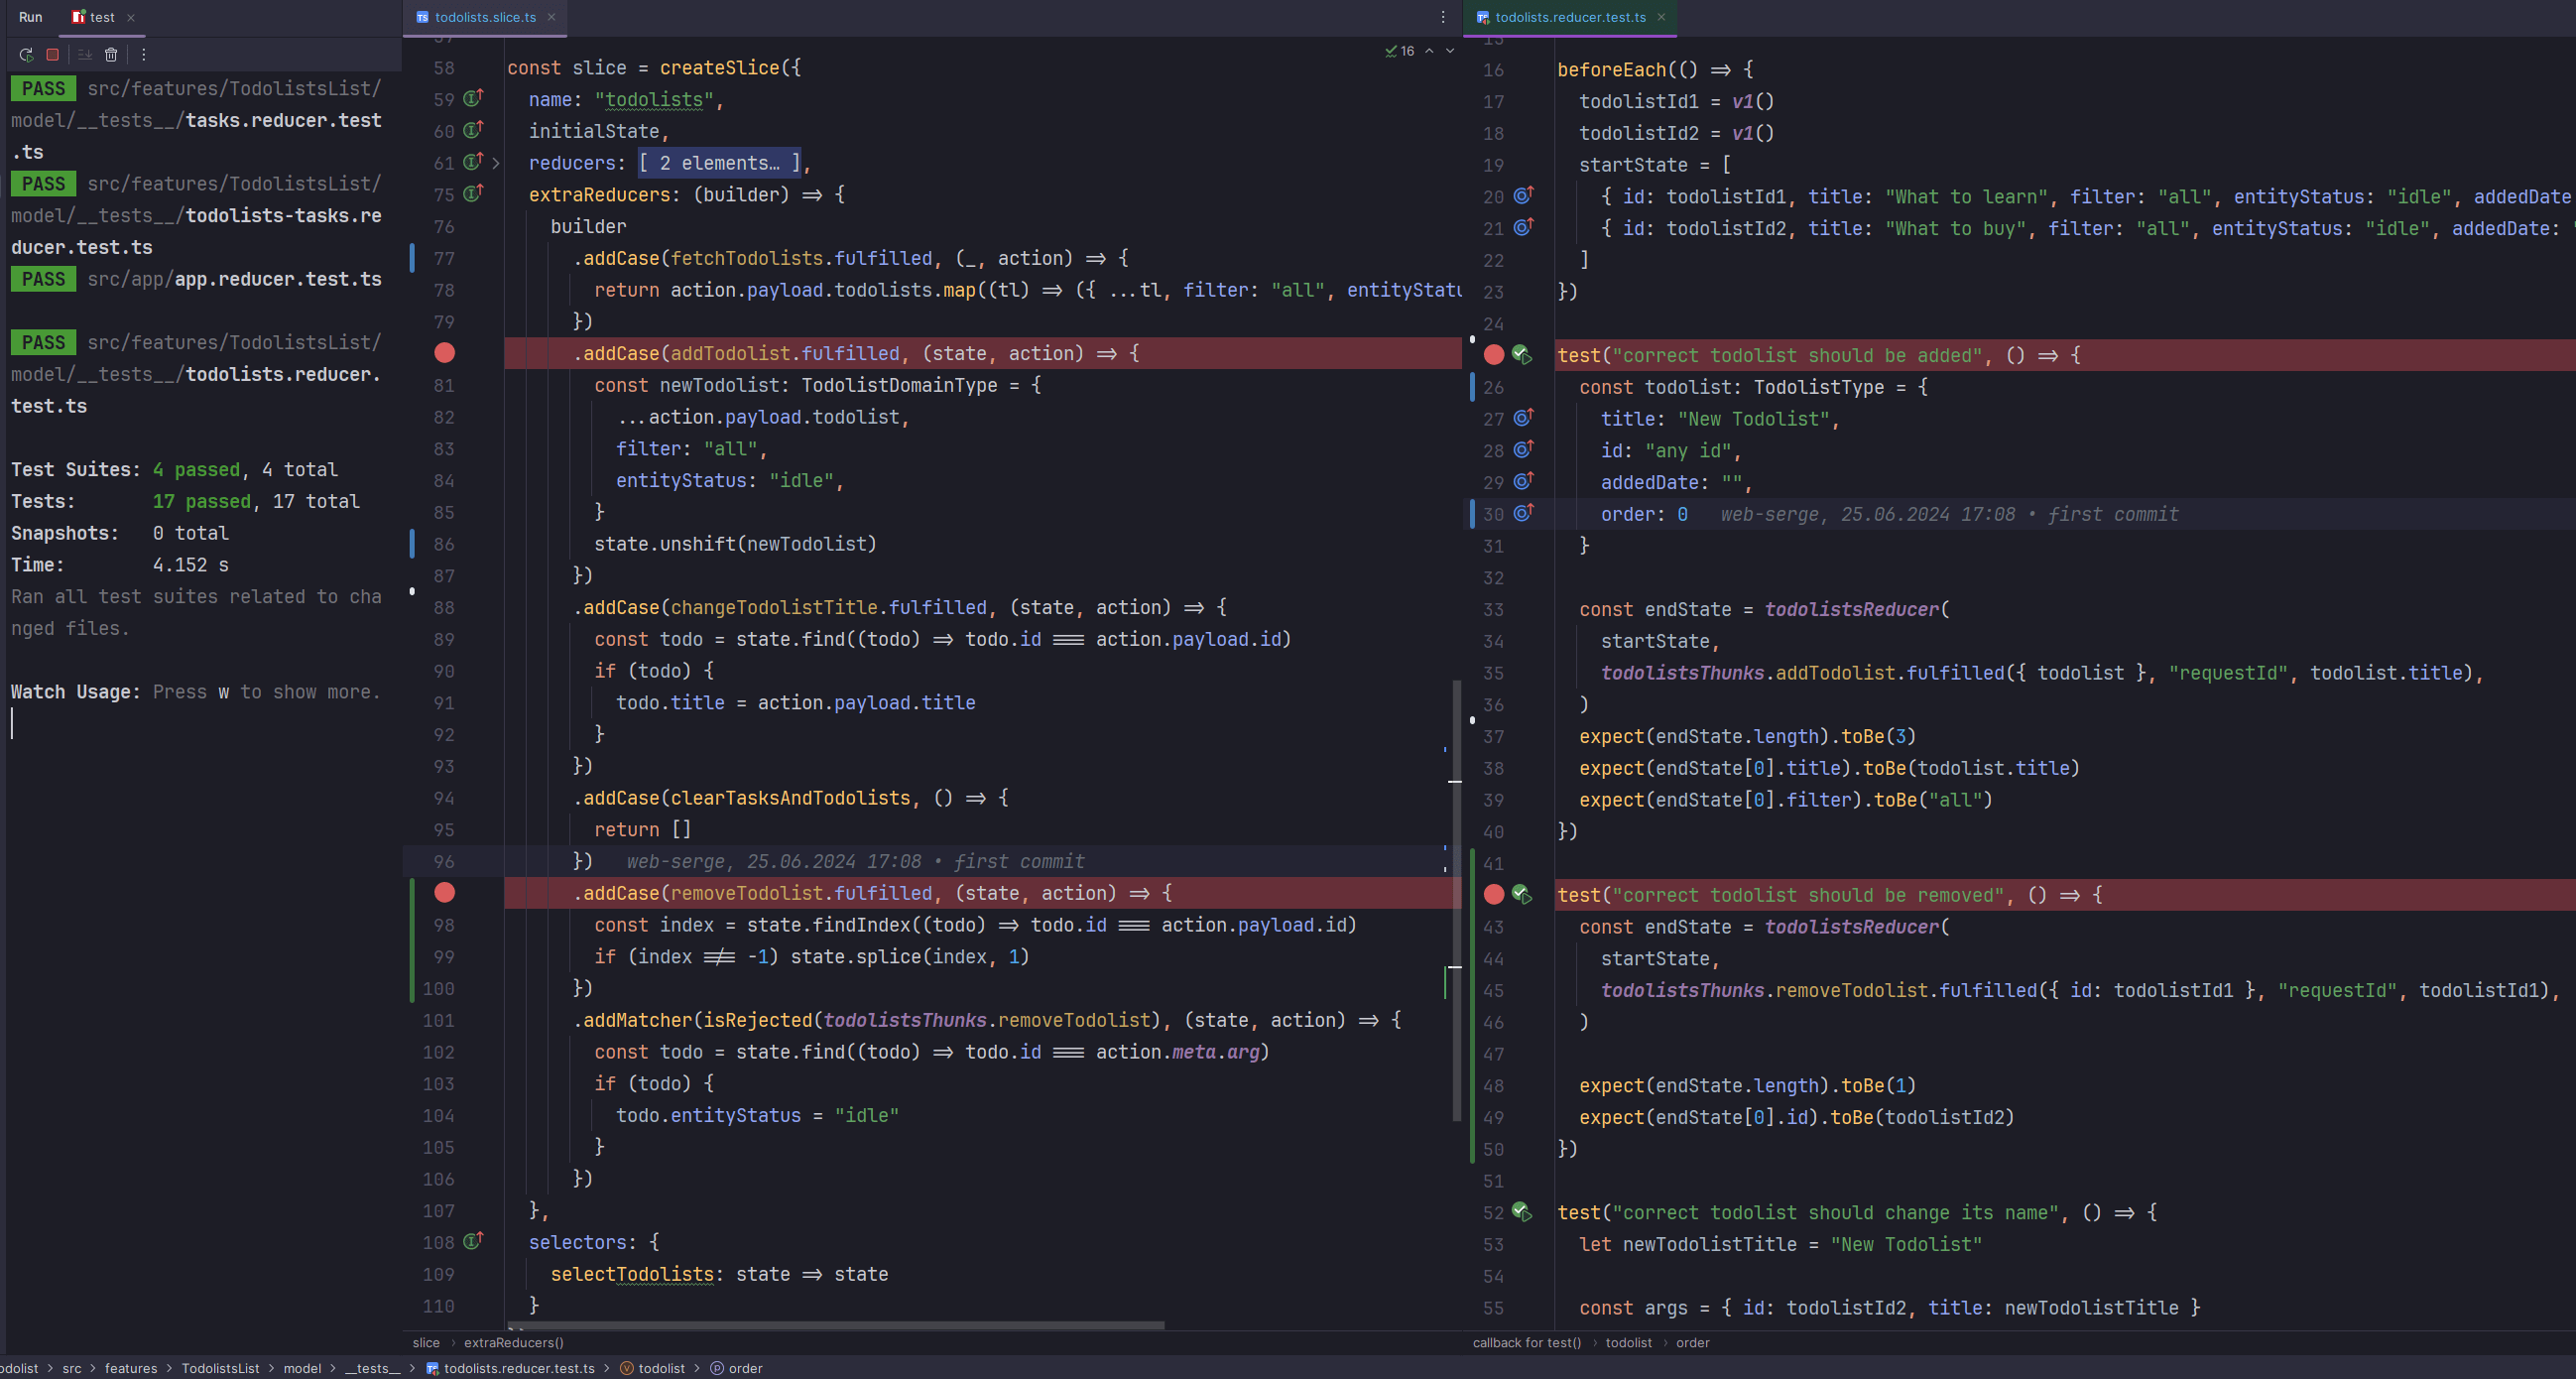 Run
test
PASS src/features/TodolistsList/
model/__tests__/tasks.reducer.test
.ts
PASS src/features/TodolistsList/
model/__tests__/todolists-tasks.re
ducer.test.ts
PASS src/app/app.reducer.test.ts
PASS src/features/TodolistsList/
model/__tests__/todolists.reducer.
test.ts
Test Suites: 4 passed, 4 total
Tests: 17 passed, 17 total
Snapshots: 0 total
Time: 4.152 s
Ran all test suites related to cha
nged files.
Watch Usage: Press w to show more.
todolists.slice.ts
16
58 const slice = createSlice({
59 name: "todolists",
60 initialState,
61 reducers: [ 2 elements… ],
75 extraReducers: (builder) => {
76 builder
77 .addCase(fetchTodolists.fulfilled, (_, action) => {
78 return action.payload.todolists.map((tl) => ({ ...tl, filter: "all", entityStatu
79 })
.addCase(addTodolist.fulfilled, (state, action) => {
81 const newTodolist: TodolistDomainType = {
82 ...action.payload.todolist,
83 filter: "all",
84 entityStatus: "idle",
85 }
86 state.unshift(newTodolist)
87 })
88 .addCase(changeTodolistTitle.fulfilled, (state, action) => {
89 const todo = state.find((todo) => todo.id === action.payload.id)
90 if (todo) {
91 todo.title = action.payload.title
92 }
93 })
94 .addCase(clearTasksAndTodolists, () => {
95 return []
96 }) web-serge, 25.06.2024 17:08 • first commit
.addCase(removeTodolist.fulfilled, (state, action) => {
98 const index = state.findIndex((todo) => todo.id === action.payload.id)
99 if (index !== -1) state.splice(index, 1)
100 })
101 .addMatcher(isRejected(todolistsThunks.removeTodolist), (state, action) => {
102 const todo = state.find((todo) => todo.id === action.meta.arg)
103 if (todo) {
104 todo.entityStatus = "idle"
105 }
106 })
107 },
108 selectors: {
109 selectTodolists: state => state
110 }
slice > extraReducers()
todolists.reducer.test.ts
16 beforeEach(() => {
17 todolistId1 = v1()
18 todolistId2 = v1()
19 startState = [
20 { id: todolistId1, title: "What to learn", filter: "all", entityStatus: "idle", addedDate
21 { id: todolistId2, title: "What to buy", filter: "all", entityStatus: "idle", addedDate: "
22 ]
23 })
24
test("correct todolist should be added", () => {
26 const todolist: TodolistType = {
27 title: "New Todolist",
28 id: "any id",
29 addedDate: "",
30 order: 0 web-serge, 25.06.2024 17:08 • first commit
31 }
32
33 const endState = todolistsReducer(
34 startState,
35 todolistsThunks.addTodolist.fulfilled({ todolist }, "requestId", todolist.title),
36 )
37 expect(endState.length).toBe(3)
38 expect(endState[0].title).toBe(todolist.title)
39 expect(endState[0].filter).toBe("all")
40 })
41
test("correct todolist should be removed", () => {
43 const endState = todolistsReducer(
44 startState,
45 todolistsThunks.removeTodolist.fulfilled({ id: todolistId1 }, "requestId", todolistId1),
46 )
47
48 expect(endState.length).toBe(1)
49 expect(endState[0].id).toBe(todolistId2)
50 })
51
52 test("correct todolist should change its name", () => {
53 let newTodolistTitle = "New Todolist"
54
55 const args = { id: todolistId2, title: newTodolistTitle }
callback for test() > todolist > order
odolist > src > features > TodolistsList > model > __tests__ > todolists.reducer.test.ts > todolist > order